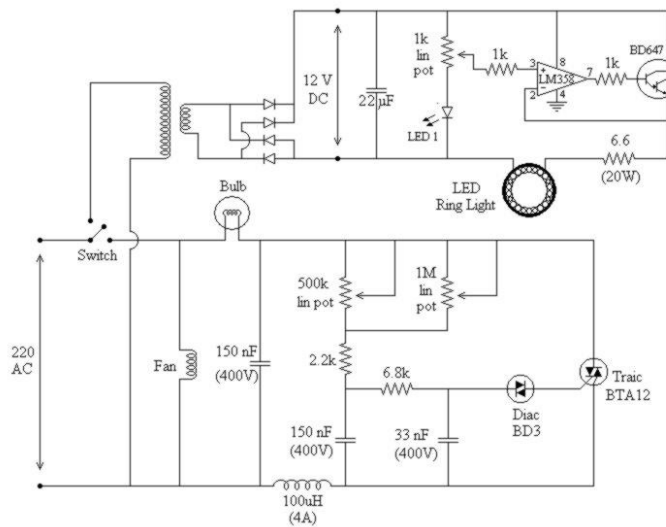 1k
lin
pot
1k
3
8
LM358
2
4
7
1k
BD647
12 V
DC
22 µF
LED 1
6.6
(20W)
LED
Ring Light
Bulb
Switch
220
AC
Fan
150 nF
(400V)
500k
lin pot
1M
lin
pot
2.2k
6.8k
Traic
BTA12
Diac
BD3
150 nF
(400V)
33 nF
(400V)
100uH
(4A)